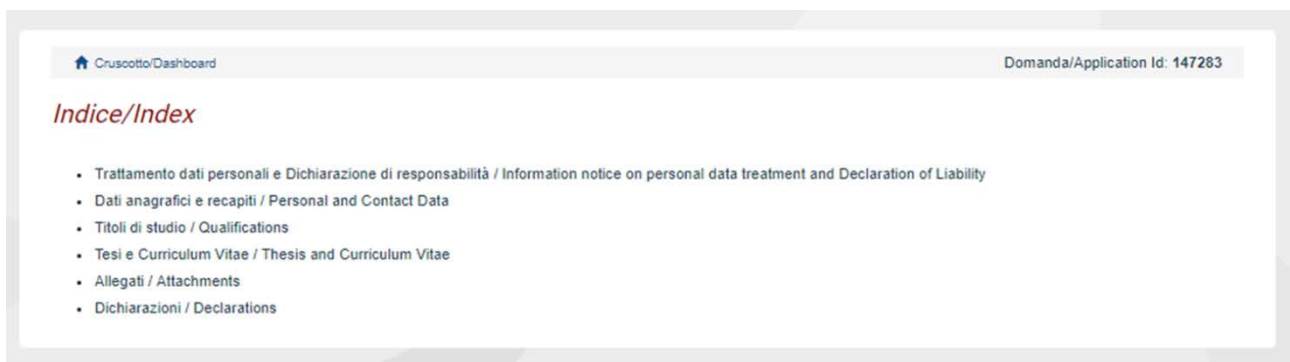 Cruscotto/Dashboard Domanda/Application Id: 147283
Indice/Index
• Trattamento dati personali e Dichiarazione di responsabilità / Information notice on personal data treatment and Declaration of Liability
• Dati anagrafici e recapiti / Personal and Contact Data
• Titoli di studio / Qualifications
• Tesi e Curriculum Vitae / Thesis and Curriculum Vitae
• Allegati / Attachments
• Dichiarazioni / Declarations